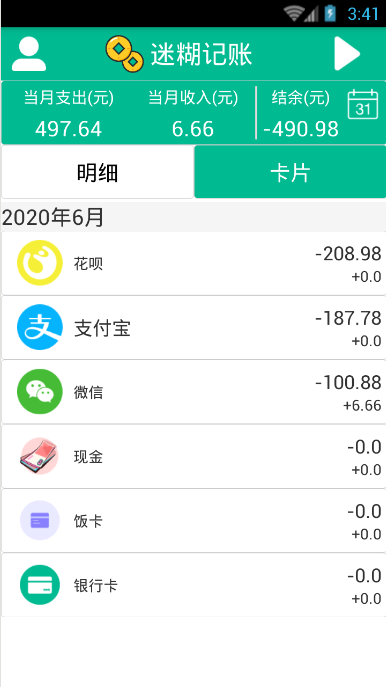 3:41
迷糊记账
当月支出(元) 当月收入(元) 结余(元)
497.64 6.66 -490.98
31
明细 卡片
2020年6月
花呗 -208.98
+0.0
支付宝 -187.78
+0.0
微信 -100.88
+6.66
现金 -0.0
+0.0
饭卡 -0.0
+0.0
银行卡 -0.0
+0.0